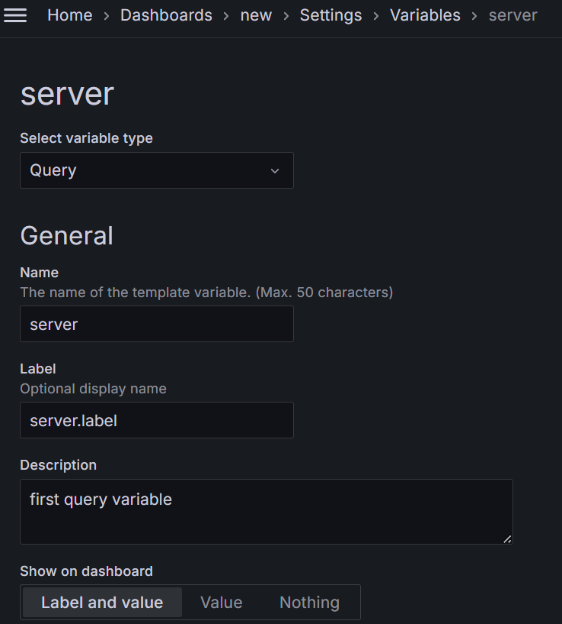 Home > Dashboards > new > Settings > Variables > server
server
Select variable type
Query
General
Name
The name of the template variable. (Max. 50 characters)
server
Label
Optional display name
server.label
Description
first query variable
Show on dashboard
Label and value Value Nothing